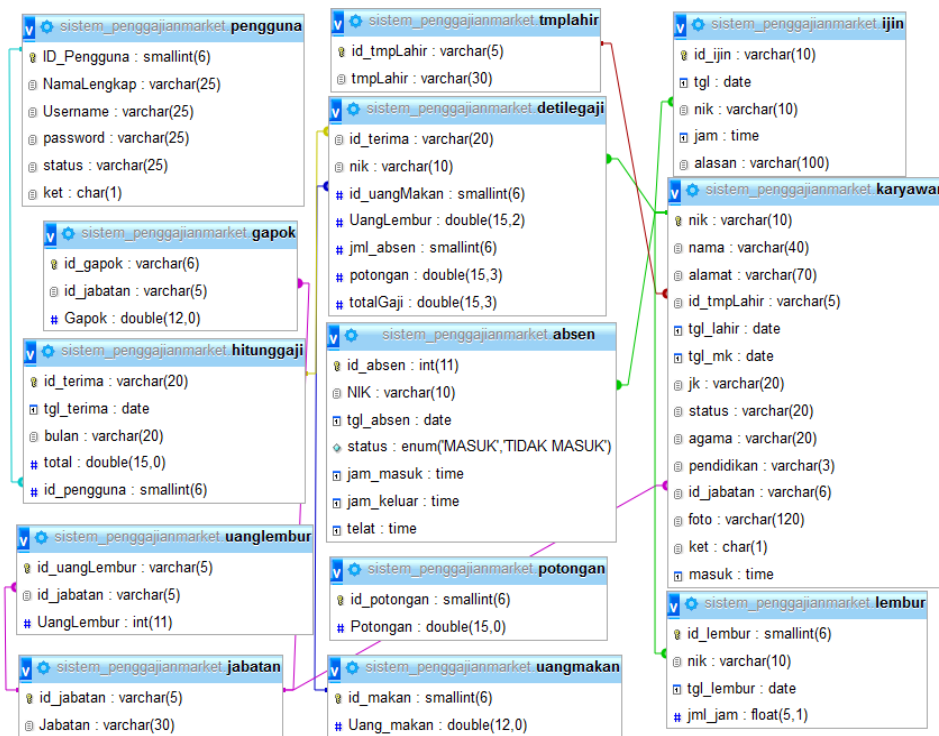 sistem_penggajianmarket pengguna
ID_Pengguna : smallint(6)
NamaLengkap : varchar(25)
Username : varchar(25)
password : varchar(25)
status : varchar(25)
ket : char(1)
sistem_penggajianmarket gapok
id_gapok : varchar(6)
id_jabatan : varchar(5)
# Gapok : double(12,0)
sistem_penggajianmarket hitunggaji
id_terima : varchar(20)
tgl_terima : date
bulan : varchar(20)
# total : double(15,0)
# id_pengguna : smallint(6)
sistem_penggajianmarket uanglembur
id_uangLembur : varchar(5)
id_jabatan : varchar(5)
# UangLembur : int(11)
sistem_penggajianmarket jabatan
id_jabatan : varchar(5)
Jabatan : varchar(30)
sistem_penggajianmarket tmplahir
id_tmpLahir : varchar(5)
tmpLahir : varchar(30)
sistem_penggajianmarket detilegaji
id_terima : varchar(20)
nik : varchar(10)
# id_uangMakan : smallint(6)
# UangLembur : double(15,2)
# jml_absen : smallint(6)
# potongan : double(15,3)
# totalGaji : double(15,3)
sistem_penggajianmarket absen
id_absen : int(11)
NIK : varchar(10)
tgl_absen : date
status : enum('MASUK','TIDAK MASUK')
jam_masuk : time
jam_keluar : time
telat : time
sistem_penggajianmarket potongan
id_potongan : smallint(6)
# Potongan : double(15,0)
sistem_penggajianmarket uangmakan
id_makan : smallint(6)
# Uang_makan : double(12,0)
sistem_penggajianmarket ijin
id_ijin : varchar(10)
tgl : date
nik : varchar(10)
jam : time
alasan : varchar(100)
sistem_penggajianmarket karyawan
nik : varchar(10)
nama : varchar(40)
alamat : varchar(70)
id_tmpLahir : varchar(5)
tgl_lahir : date
tgl_mk : date
jk : varchar(20)
status : varchar(20)
agama : varchar(20)
pendidikan : varchar(3)
id_jabatan : varchar(6)
foto : varchar(120)
ket : char(1)
masuk : time
sistem_penggajianmarket lembur
id_lembur : smallint(6)
nik : varchar(10)
tgl_lembur : date
# jml_jam : float(5,1)